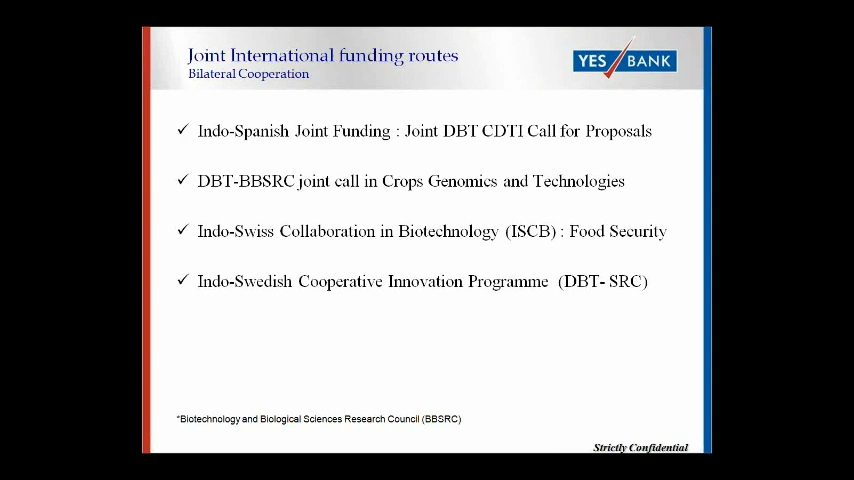 Joint International funding routes
Bilateral Cooperation
YES BANK
✓ Indo-Spanish Joint Funding : Joint DBT CDTI Call for Proposals
✓ DBT-BBSRC joint call in Crops Genomics and Technologies
✓ Indo-Swiss Collaboration in Biotechnology (ISCB) : Food Security
✓ Indo-Swedish Cooperative Innovation Programme (DBT- SRC)
*Biotechnology and Biological Sciences Research Council (BBSRC)
Strictly Confidential